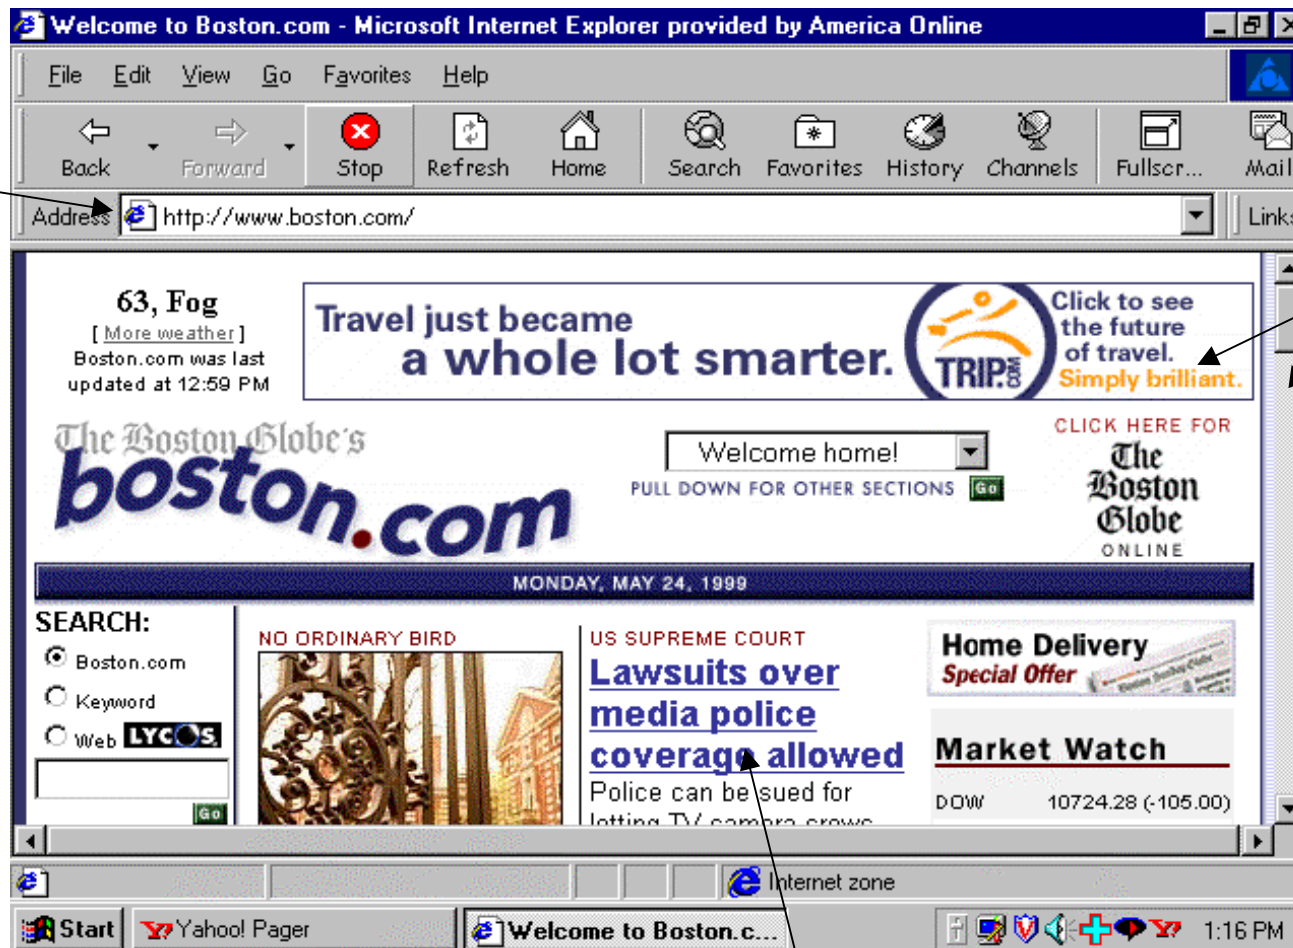 Welcome to Boston.com - Microsoft Internet Explorer provided by America Online
File Edit View Go Favorites Help
Back Forward Stop Refresh Home Search Favorites History Channels Fullscr... Mail
Address http://www.boston.com/ Links
63, Fog
[ More weather ]
Boston.com was last
updated at 12:59 PM
Travel just became
a whole lot smarter.
TRIP.COM
Click to see
the future
of travel.
Simply brilliant.
The Boston Globe's
boston.com
Welcome home!
PULL DOWN FOR OTHER SECTIONS Go
CLICK HERE FOR
The
Boston
Globe
ONLINE
MONDAY, MAY 24, 1999
SEARCH:
Boston.com
Keyword
Web LYCOS
Go
NO ORDINARY BIRD
US SUPREME COURT
Lawsuits over
media police
coverage allowed
Police can be sued for
letting TV camera crews
Home Delivery
Special Offer
Market Watch
DOW 10724.28 (-105.00)
Internet zone
Start Yahoo! Pager Welcome to Boston.c... 1:16 PM